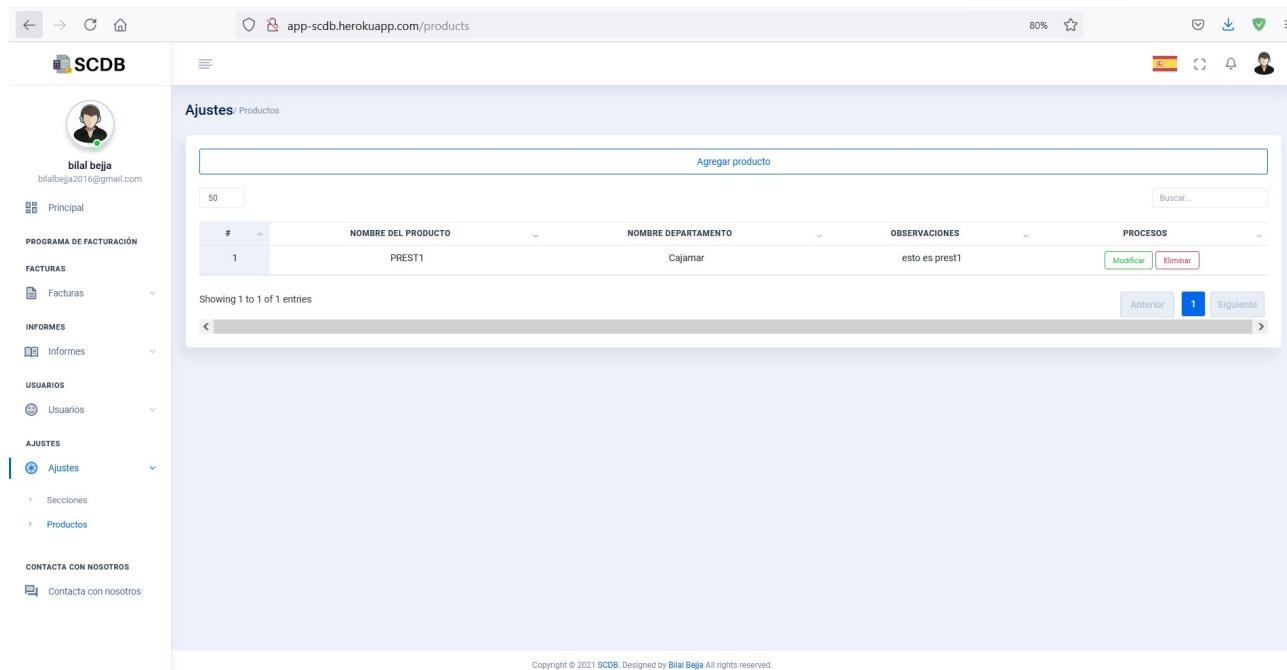 app-scdb.herokuapp.com/products
80%
SCDB
bilal bejja
bilalbejja2016@gmail.com
Principal
PROGRAMA DE FACTURACIÓN
FACTURAS
Facturas
INFORMES
Informes
USUARIOS
Usuarios
AJUSTES
Ajustes
Secciones
Productos
CONTACTA CON NOSOTROS
Contacta con nosotros
Ajustes/ Productos
Agregar producto
50
Buscar...
# NOMBRE DEL PRODUCTO NOMBRE DEPARTAMENTO OBSERVACIONES PROCESOS
1 PREST1 Cajamar esto es prest1 Modificar Eliminar
Showing 1 to 1 of 1 entries
Anterior 1 Siguiente
Copyright © 2021 SCDB. Designed by Bilal Bejja All rights reserved.